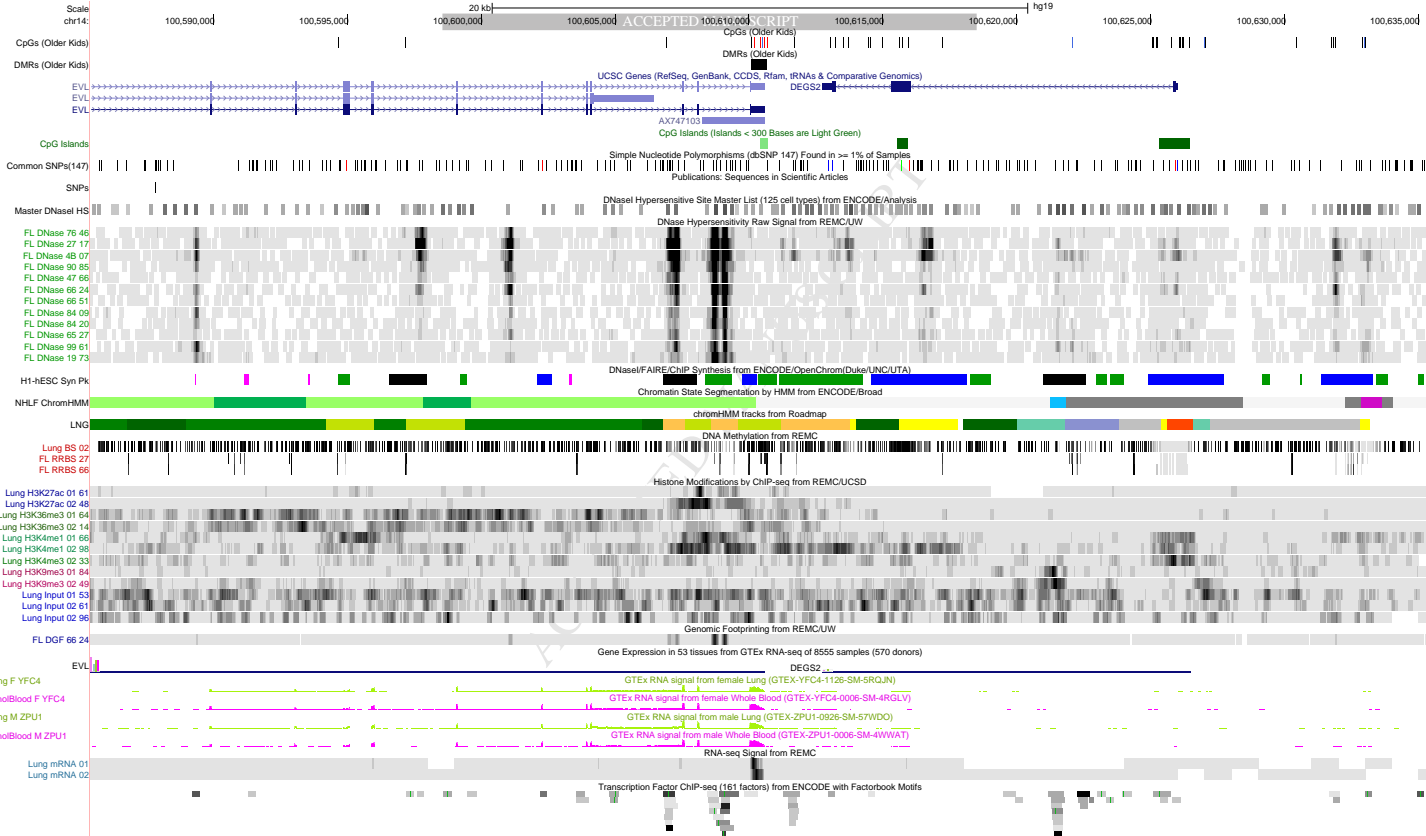 Scale 20 kb hg19
chr14: 100,590,000 100,595,000 100,600,000 100,605,000 100,610,000 100,615,000 100,620,000 100,625,000 100,630,000 100,635,000
ACCEPTED MANUSCRIPT
CpGs (Older Kids)
CpGs (Older Kids)
DMRs (Older Kids)
DMRs (Older Kids)
UCSC Genes (RefSeq, GenBank, CCDS, Rfam, tRNAs & Comparative Genomics)
EVL DEGS2
EVL
EVL
AX747103
CpG Islands (Islands < 300 Bases are Light Green)
CpG Islands
Simple Nucleotide Polymorphisms (dbSNP 147) Found in >= 1% of Samples
Common SNPs(147)
Publications: Sequences in Scientific Articles
SNPs
DNaseI Hypersensitive Site Master List (125 cell types) from ENCODE/Analysis
Master DNaseI HS
DNase Hypersensitivity Raw Signal from REMC/UW
FL DNase 76 46
FL DNase 27 17
FL DNase 4B 07
FL DNase 90 85
FL DNase 47 66
FL DNase 66 24
FL DNase 66 51
FL DNase 84 09
FL DNase 84 20
FL DNase 65 27
FL DNase 99 61
FL DNase 19 73
DNaseI/FAIRE/ChIP Synthesis from ENCODE/OpenChrom(Duke/UNC/UTA)
H1-hESC Syn Pk
Chromatin State Segmentation by HMM from ENCODE/Broad
NHLF ChromHMM
chromHMM tracks from Roadmap
LNG
DNA Methylation from REMC
Lung BS 02
FL RRBS 27
FL RRBS 66
Histone Modifications by ChIP-seq from REMC/UCSD
Lung H3K27ac 01 61
Lung H3K27ac 02 48
Lung H3K36me3 01 64
Lung H3K36me3 02 14
Lung H3K4me1 01 66
Lung H3K4me1 02 98
Lung H3K4me3 02 33
Lung H3K9me3 01 84
Lung H3K9me3 02 49
Lung Input 01 53
Lung Input 02 61
Lung Input 02 96
Genomic Footprinting from REMC/UW
FL DGF 66 24
Gene Expression in 53 tissues from GTEx RNA-seq of 8555 samples (570 donors)
EVL DEGS2
ng F YFC4
GTEx RNA signal from female Lung (GTEX-YFC4-1126-SM-5RQJN)
holBlood F YFC4
GTEx RNA signal from female Whole Blood (GTEX-YFC4-0006-SM-4RGLV)
ng M ZPU1
GTEx RNA signal from male Lung (GTEX-ZPU1-0926-SM-57WDO)
holBlood M ZPU1
GTEx RNA signal from male Whole Blood (GTEX-ZPU1-0006-SM-4WWAT)
RNA-seq Signal from REMC
Lung mRNA 01
Lung mRNA 02
Transcription Factor ChIP-seq (161 factors) from ENCODE with Factorbook Motifs